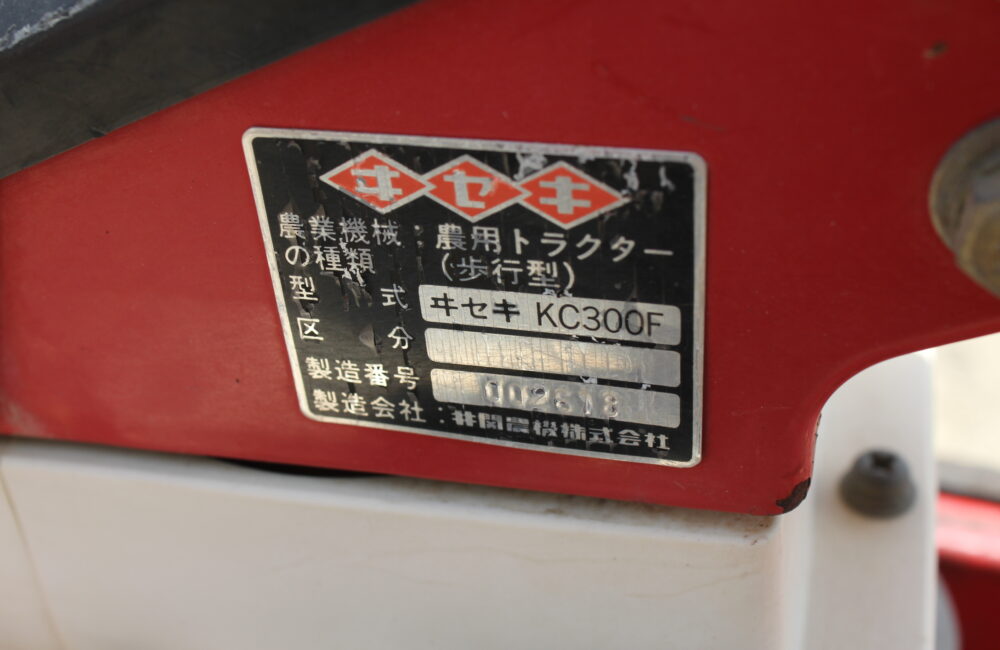 ヰセキ
農業機械の種類 : 農用トラクター
(歩行型)
型式 ヰセキ KC300F
区分
製造番号 002618
製造会社 : 井関農機株式会社